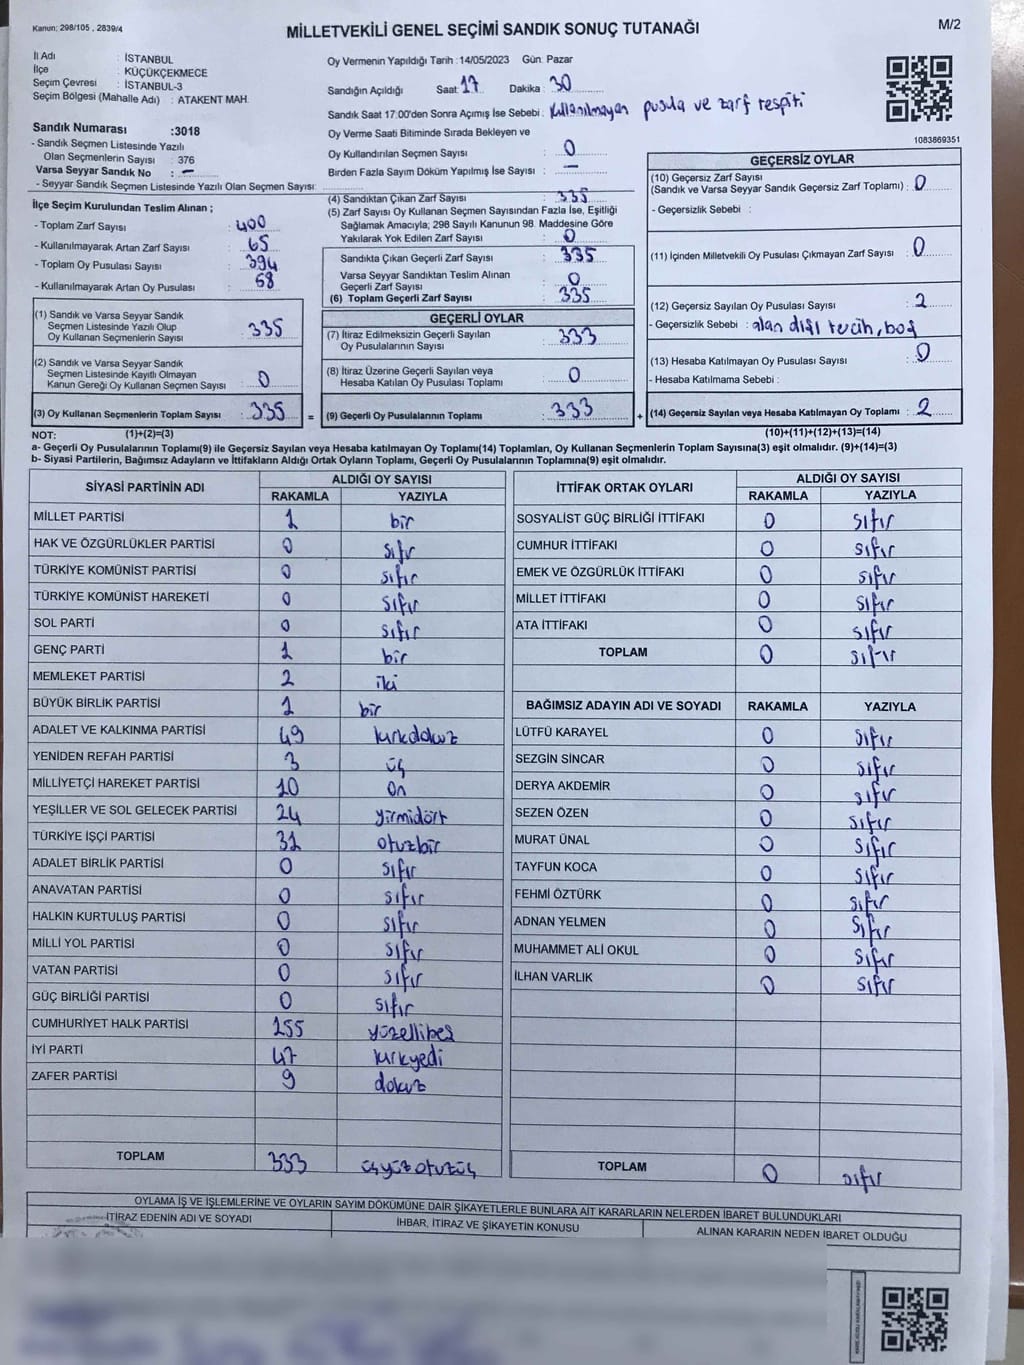 Kanun: 298/105 , 2839/4
MİLLETVEKİLİ GENEL SEÇİMİ SANDIK SONUÇ TUTANAĞI
M/2
İl Adı : İSTANBUL
İlçe : KÜÇÜKÇEKMECE
Seçim Çevresi : İSTANBUL-3
Seçim Bölgesi (Mahalle Adı) : ATAKENT MAH.
Sandık Numarası :3018
- Sandık Seçmen Listesinde Yazılı
Olan Seçmenlerin Sayısı : 376
Varsa Seyyar Sandık No : -
- Seyyar Sandık Seçmen Listesinde Yazılı Olan Seçmen Sayısı:
Oy Vermenin Yapıldığı Tarih : 14/05/2023 Gün: Pazar
Sandığın Açıldığı Saat: 17 Dakika : 30
Sandık Saat 17:00'den Sonra Açımış İse Sebebi : Kullanılmayan pusula ve zarf tespiti
Oy Verme Saati Bitiminde Sırada Bekleyen ve
Oy Kullandırılan Seçmen Sayısı : 0
Birden Fazla Sayım Döküm Yapılmış İse Sayısı : -
1083869351
İlçe Seçim Kurulundan Teslim Alınan ;
- Toplam Zarf Sayısı : 400
- Kullanılmayarak Artan Zarf Sayısı : 65
- Toplam Oy Pusulası Sayısı : 394
- Kullanılmayarak Artan Oy Pusulası : 58
(1) Sandık ve Varsa Seyyar Sandık
Seçmen Listesinde Yazılı Olup
Oy Kullanan Seçmenlerin Sayısı : 335
(2) Sandık ve Varsa Seyyar Sandık
Seçmen Listesinde Kayıtlı Olmayan
Kanun Gereği Oy Kullanan Seçmen Sayısı : 0
(3) Oy Kullanan Seçmenlerin Toplam Sayısı : 335 =
(4) Sandıktan Çıkan Zarf Sayısı : 335
(5) Zarf Sayısı Oy Kullanan Seçmen Sayısından Fazla İse, Eşitliği
Sağlamak Amacıyla; 298 Sayılı Kanunun 98. Maddesine Göre
Yakılarak Yok Edilen Zarf Sayısı : 0
Sandıkta Çıkan Geçerli Zarf Sayısı : 335
Varsa Seyyar Sandıktan Teslim Alınan
Geçerli Zarf Sayısı : 0
(6) Toplam Geçerli Zarf Sayısı : 335
GEÇERLİ OYLAR
(7) İtiraz Edilmeksizin Geçerli Sayılan
Oy Pusulalarının Sayısı : 333
(8) İtiraz Üzerine Geçerli Sayılan veya
Hesaba Katılan Oy Pusulası Toplamı : 0
(9) Geçerli Oy Pusulalarının Toplamı : 333 +
GEÇERSİZ OYLAR
(10) Geçersiz Zarf Sayısı
(Sandık ve Varsa Seyyar Sandık Geçersiz Zarf Toplamı) : 0
- Geçersizlik Sebebi :
(11) İçinden Milletvekili Oy Pusulası Çıkmayan Zarf Sayısı : 0
(12) Geçersiz Sayılan Oy Pusulası Sayısı : 2
- Geçersizlik Sebebi : alan dışı tercih, boş
(13) Hesaba Katılmayan Oy Pusulası Sayısı : 0
- Hesaba Katılmama Sebebi :
(14) Geçersiz Sayılan veya Hesaba Katılmayan Oy Toplamı : 2
NOT: (1)+(2)=(3) (10)+(11)+(12)+(13)=(14)
a- Geçerli Oy Pusulalarının Toplamı(9) ile Geçersiz Sayılan veya Hesaba katılmayan Oy Toplamı(14) Toplamları, Oy Kullanan Seçmenlerin Toplam Sayısına(3) eşit olmalıdır. (9)+(14)=(3)
b- Siyasi Partilerin, Bağımsız Adayların ve İttifakların Aldığı Ortak Oyların Toplamı, Geçerli Oy Pusulalarının Toplamına(9) eşit olmalıdır.
SİYASİ PARTİNİN ADI ALDIĞI OY SAYISI
RAKAMLA YAZIYLA
MİLLET PARTİSİ 1 bir
HAK VE ÖZGÜRLÜKLER PARTİSİ 0 sıfır
TÜRKİYE KOMÜNİST PARTİSİ 0 sıfır
TÜRKİYE KOMÜNİST HAREKETİ 0 sıfır
SOL PARTİ 0 sıfır
GENÇ PARTİ 1 bir
MEMLEKET PARTİSİ 2 iki
BÜYÜK BİRLİK PARTİSİ 1 bir
ADALET VE KALKINMA PARTİSİ 49 kırkdokuz
YENİDEN REFAH PARTİSİ 3 üç
MİLLİYETÇİ HAREKET PARTİSİ 10 On
YEŞİLLER VE SOL GELECEK PARTİSİ 24 yirmidört
TÜRKİYE İŞÇİ PARTİSİ 31 otuzbir
ADALET BİRLİK PARTİSİ 0 sıfır
ANAVATAN PARTİSİ 0 sıfır
HALKIN KURTULUŞ PARTİSİ 0 sıfır
MİLLİ YOL PARTİSİ 0 sıfır
VATAN PARTİSİ 0 sıfır
GÜÇ BİRLİĞİ PARTİSİ 0 sıfır
CUMHURİYET HALK PARTİSİ 155 yüzellibeş
İYİ PARTİ 47 kırkyedi
ZAFER PARTİSİ 9 dokuz
TOPLAM 333 üçyüzotuzüç
İTTİFAK ORTAK OYLARI ALDIĞI OY SAYISI
RAKAMLA YAZIYLA
SOSYALİST GÜÇ BİRLİĞİ İTTİFAKI 0 sıfır
CUMHUR İTTİFAKI 0 sıfır
EMEK VE ÖZGÜRLÜK İTTİFAKI 0 sıfır
MİLLET İTTİFAKI 0 sıfır
ATA İTTİFAKI 0 sıfır
TOPLAM 0 sıfır
BAĞIMSIZ ADAYIN ADI VE SOYADI RAKAMLA YAZIYLA
LÜTFÜ KARAYEL 0 sıfır
SEZGİN SİNCAR 0 sıfır
DERYA AKDEMİR 0 sıfır
SEZEN ÖZEN 0 sıfır
MURAT ÜNAL 0 sıfır
TAYFUN KOCA 0 sıfır
FEHMİ ÖZTÜRK 0 sıfır
ADNAN YELMEN 0 sıfır
MUHAMMET ALİ OKUL 0 sıfır
İLHAN VARLIK 0 sıfır
TOPLAM 0 sıfır
OYLAMA İŞ VE İŞLEMLERİNE VE OYLARIN SAYIM DÖKÜMÜNE DAİR ŞİKAYETLERLE BUNLARA AİT KARARLARIN NELERDEN İBARET BULUNDUKLARI
İTİRAZ EDENİN ADI VE SOYADI İHBAR, İTİRAZ VE ŞİKAYETİN KONUSU ALINAN KARARIN NEDEN İBARET OLDUĞU